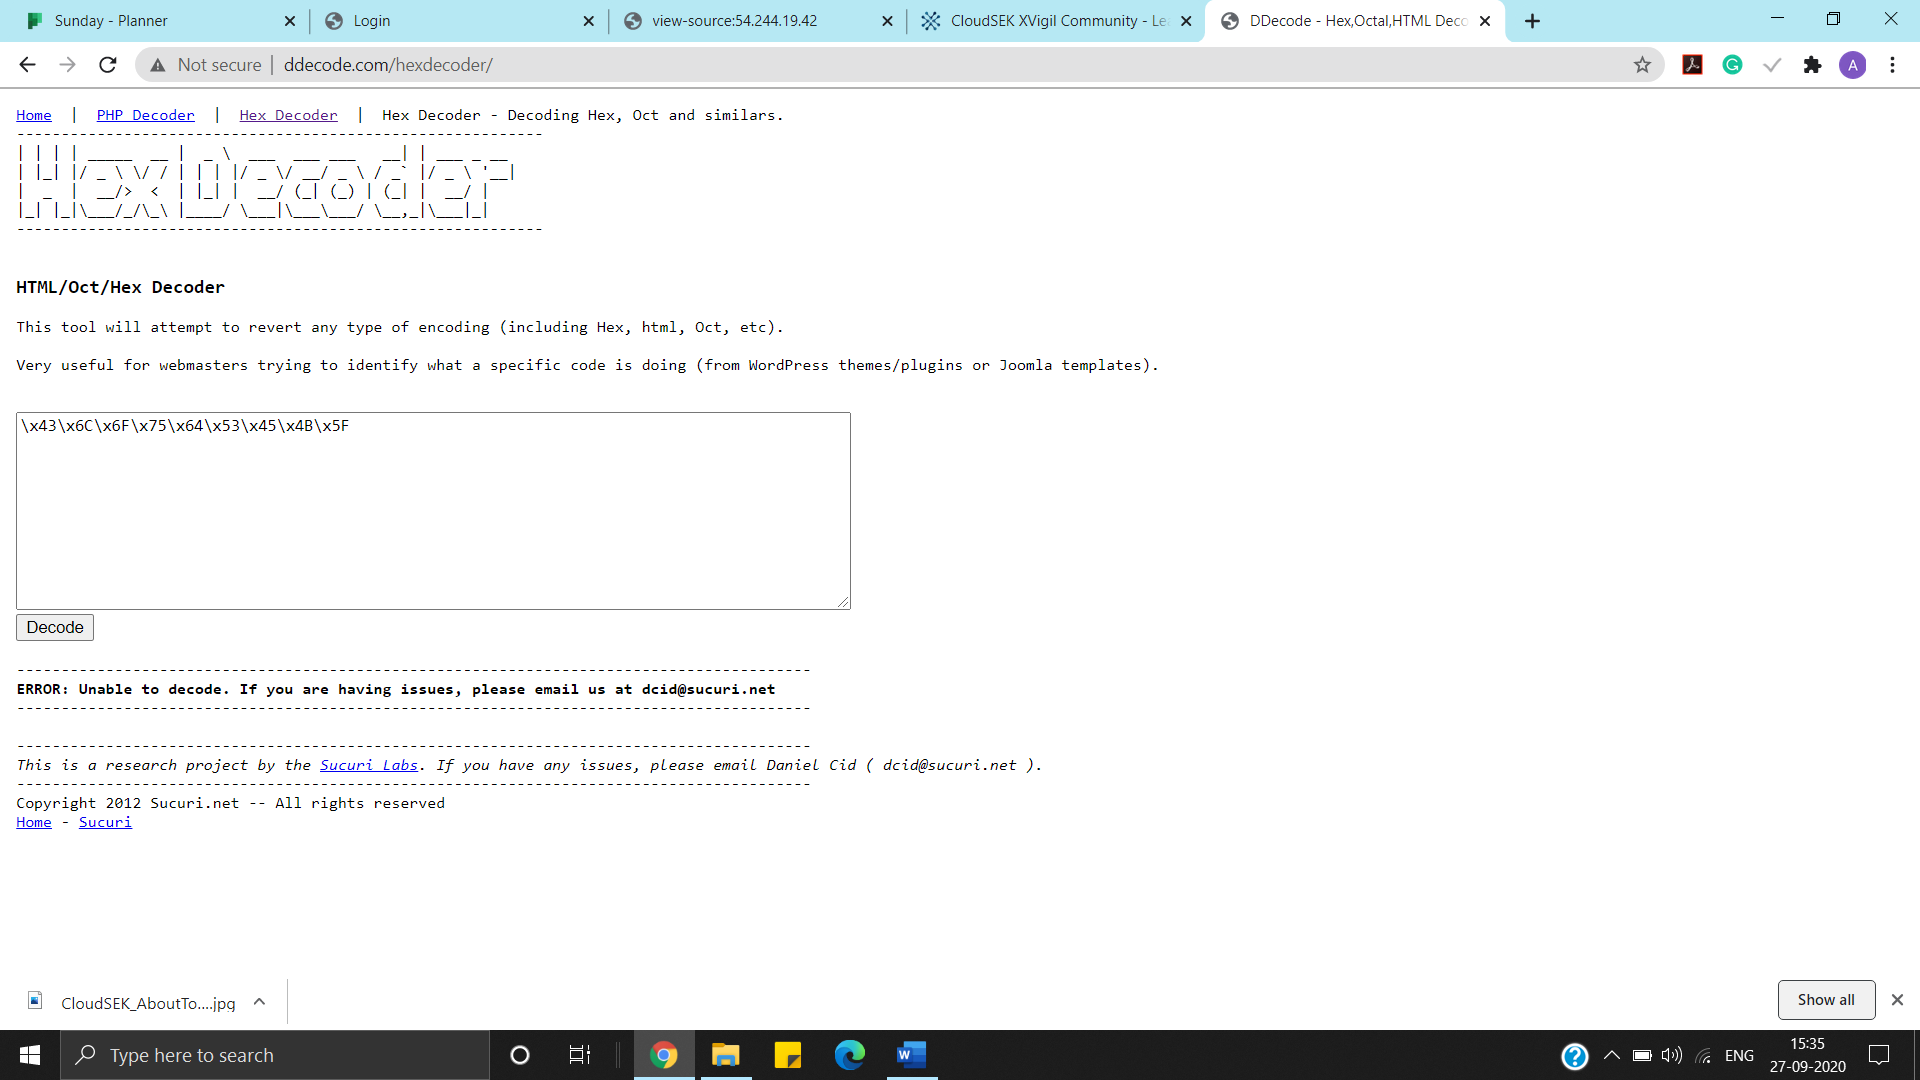 Sunday - Planner
Login
view-source:54.244.19.42
CloudSEK XVigil Community - Le
DDecode - Hex,Octal,HTML Deco
Not secure | ddecode.com/hexdecoder/
A
Home | PHP Decoder | Hex Decoder | Hex Decoder - Decoding Hex, Oct and similars.
Hex Decoder
HTML/Oct/Hex Decoder
This tool will attempt to revert any type of encoding (including Hex, html, Oct, etc).
Very useful for webmasters trying to identify what a specific code is doing (from WordPress themes/plugins or Joomla templates).
\x43\x6C\x6F\x75\x64\x53\x45\x4B\x5F
Decode
ERROR: Unable to decode. If you are having issues, please email us at dcid@sucuri.net
This is a research project by the Sucuri Labs. If you have any issues, please email Daniel Cid ( dcid@sucuri.net ).
Copyright 2012 Sucuri.net -- All rights reserved
Home - Sucuri
CloudSEK_AboutTo....jpg
Show all
Type here to search
ENG
15:35
27-09-2020